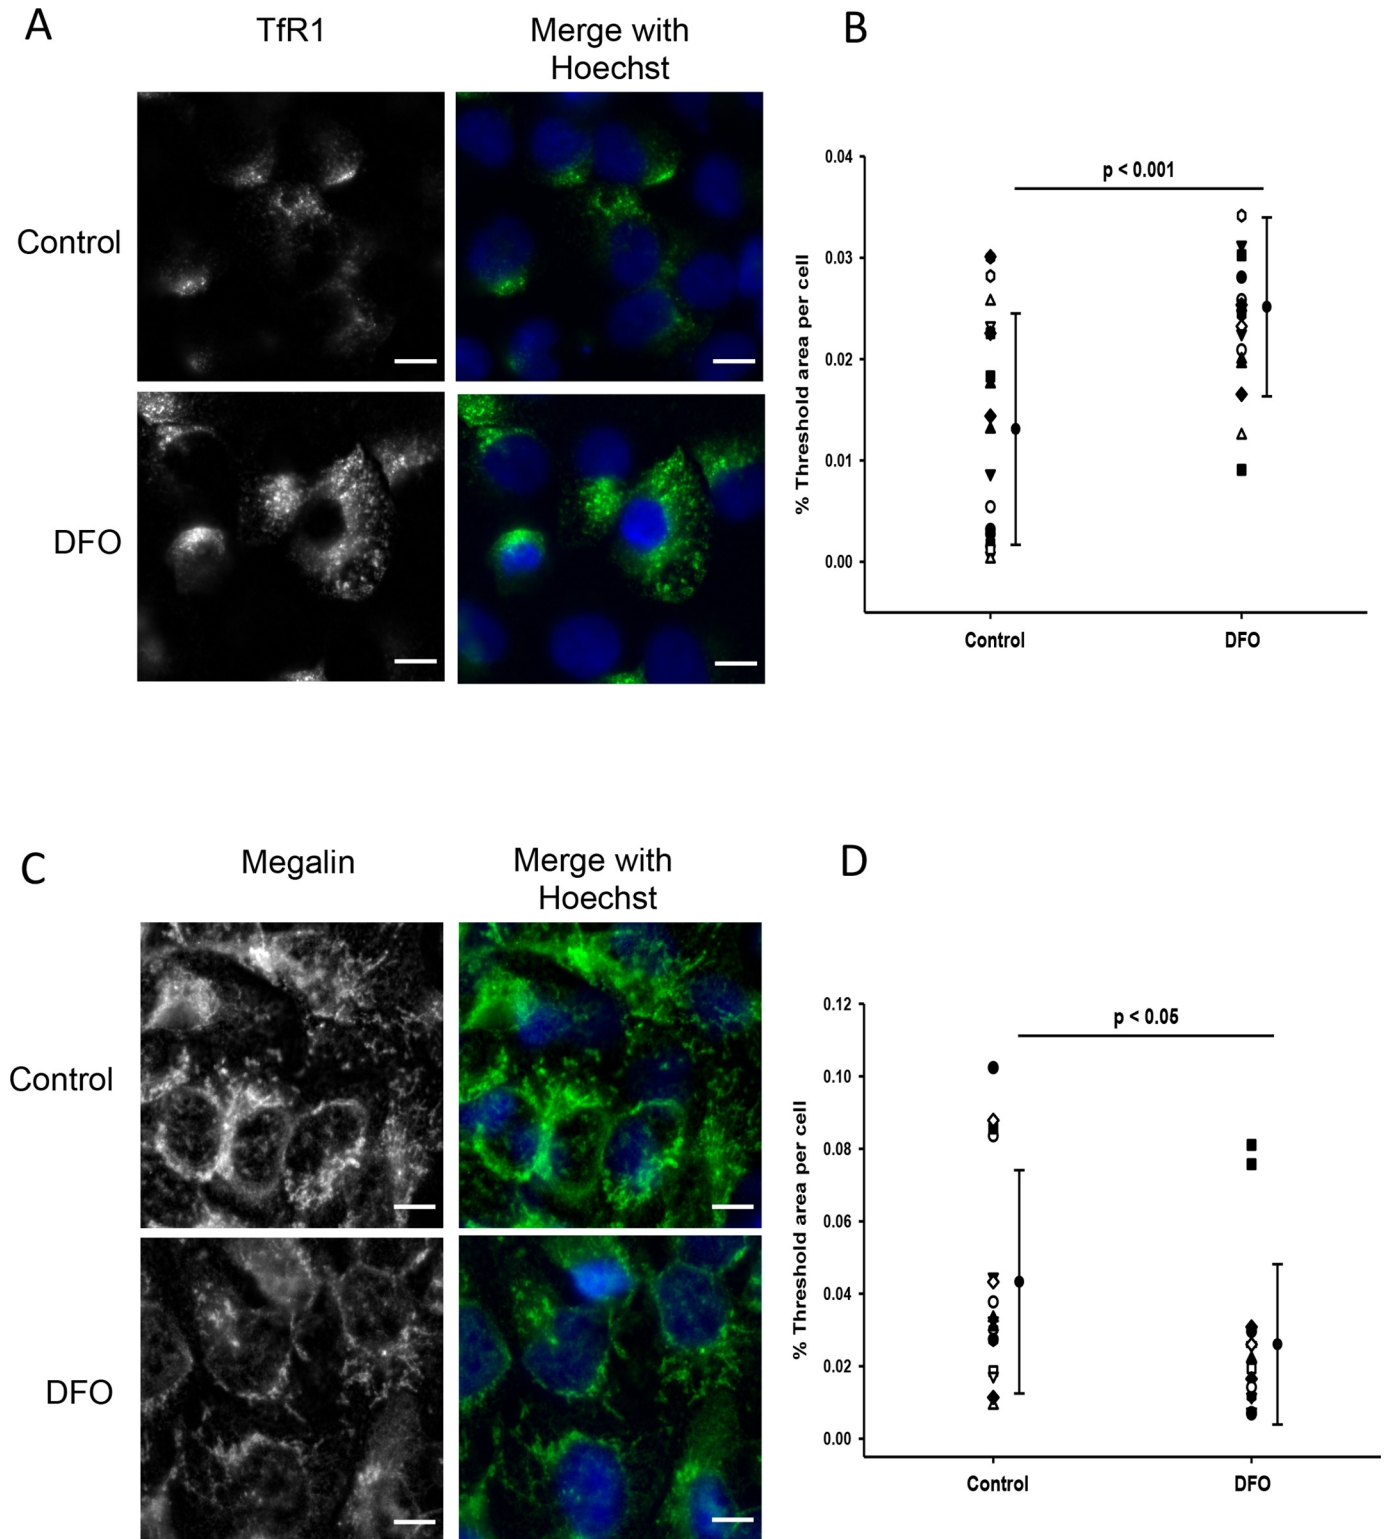 A
TfR1
Merge with
Hoechst
Control
DFO
B
0.04
0.03
0.02
0.01
0.00
% Threshold area per cell
p < 0.001
Control
DFO
C
Megalin
Merge with
Hoechst
Control
DFO
D
0.12
0.10
0.08
0.06
0.04
0.02
0.00
% Threshold area per cell
p < 0.05
Control
DFO